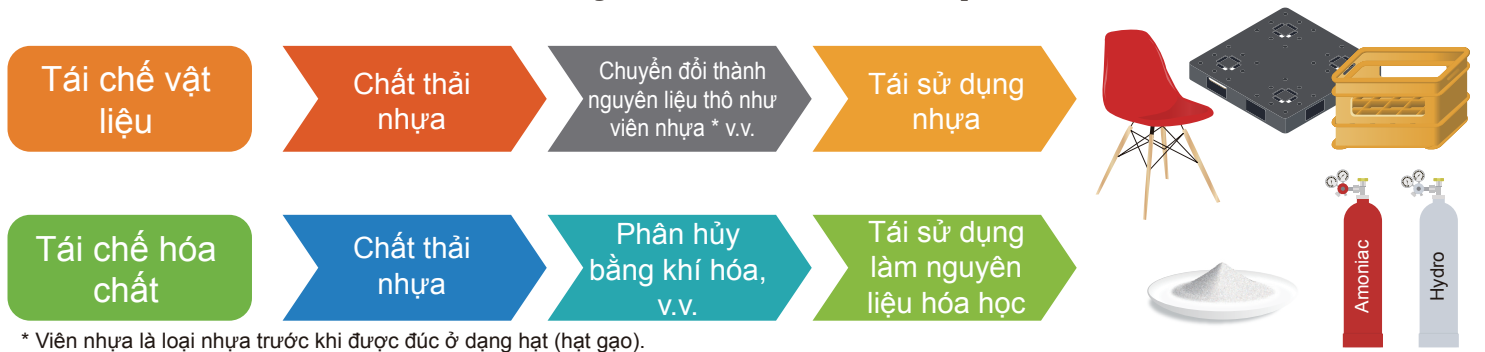 Tái chế vật
liệu
Chất thải
nhựa
Chuyển đổi thành
nguyên liệu thô như
viên nhựa * v.v.
Tái sử dụng
nhựa
Tái chế hóa
chất
Chất thải
nhựa
Phân hủy
bằng khí hóa,
v.v.
Tái sử dụng
làm nguyên
liệu hóa học
Amoniac
Hydro
* Viên nhựa là loại nhựa trước khi được đúc ở dạng hạt (hạt gạo).